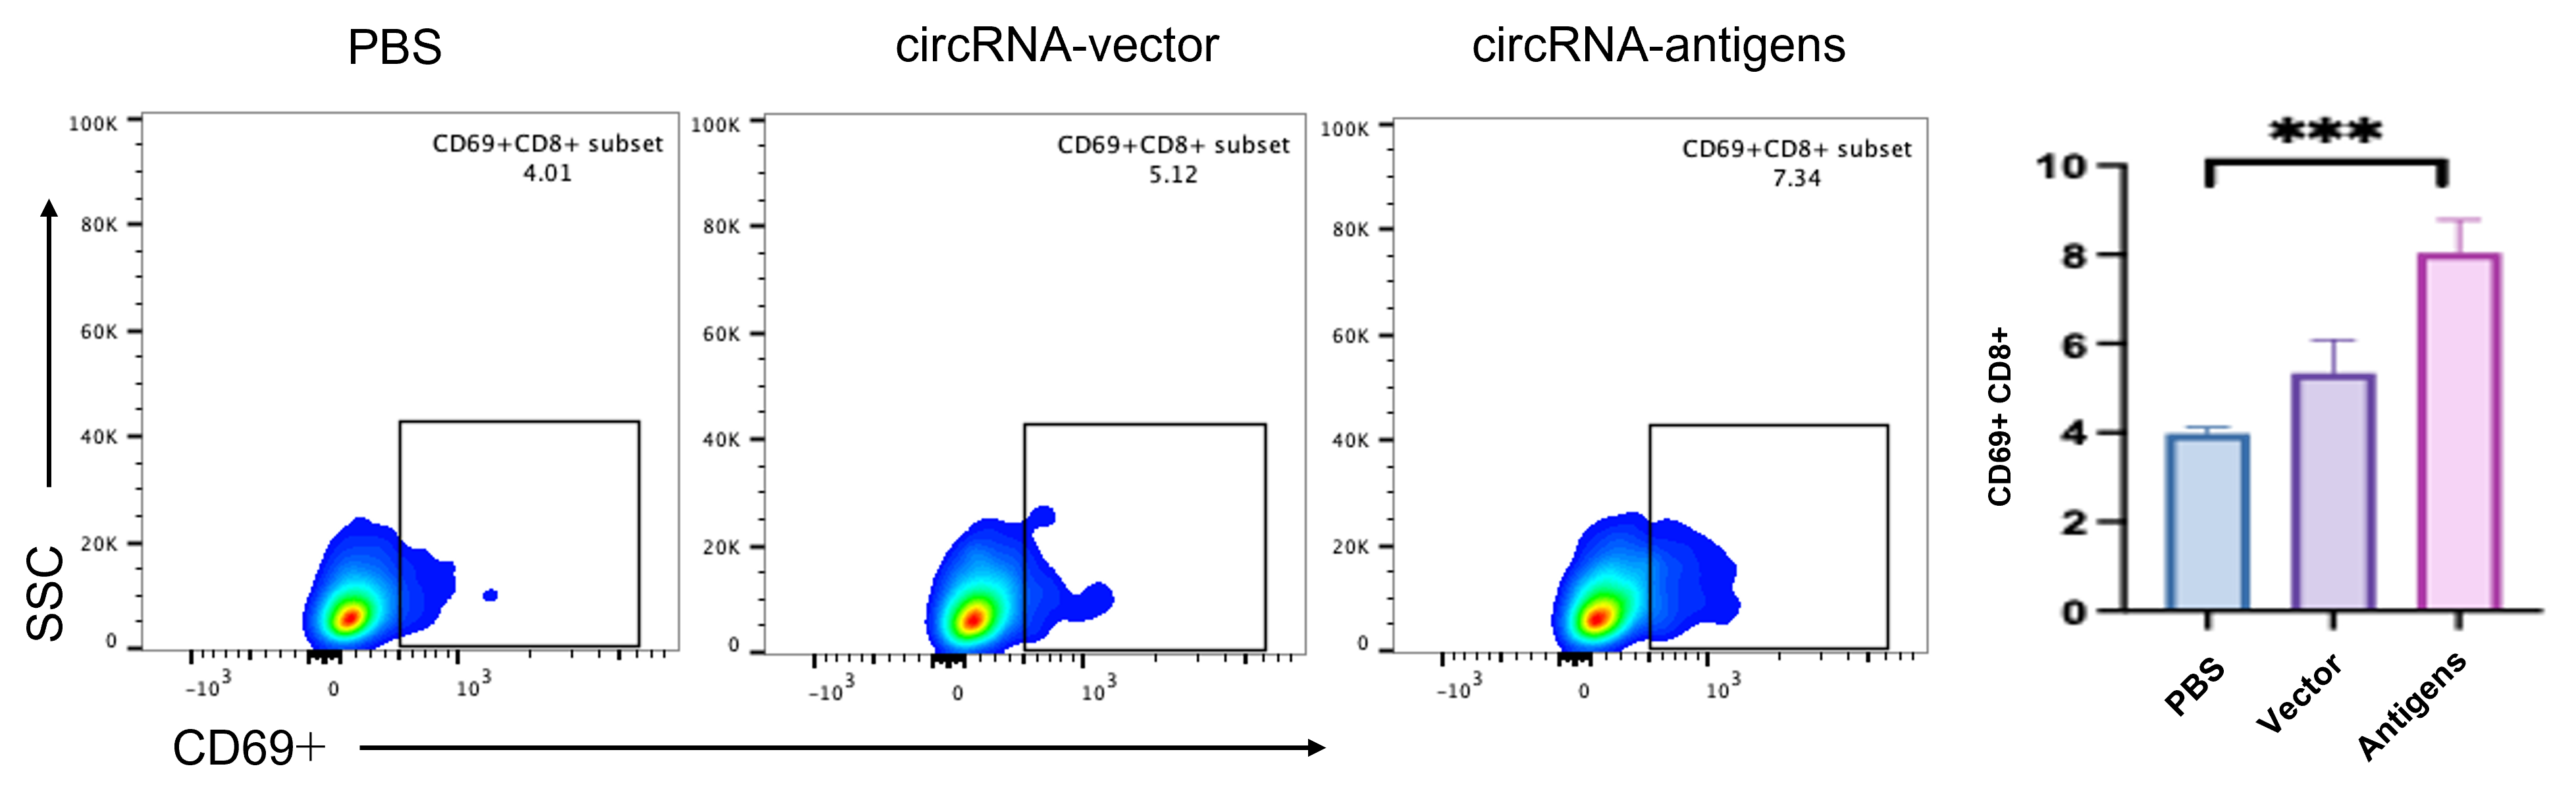 PBS
circRNA-vector
circRNA-antigens
100K
80K
60K
40K
20K
0
CD69+CD8+ subset
4.01
-10³
0
10³
100K
80K
60K
40K
20K
0
CD69+CD8+ subset
5.12
-10³
0
10³
100K
80K
60K
40K
20K
0
CD69+CD8+ subset
7.34
-10³
0
10³
SSC
CD69+
***
10
8
6
4
2
0
CD69+ CD8+
PBS
Vector
Antigens